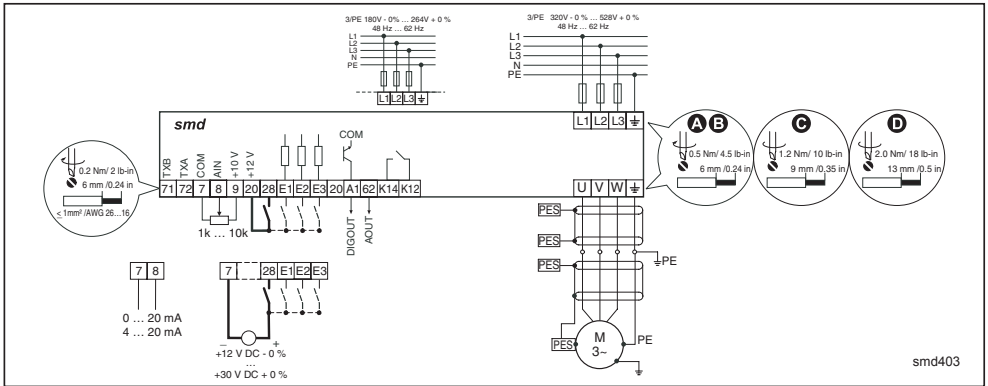 3/PE 180V - 0% ... 264V + 0 %
48 Hz ... 62 Hz
L1
L2
L3
N
PE
L1 L2 L3
3/PE 320V - 0% ... 528V + 0 %
48 Hz ... 62 Hz
L1
L2
L3
N
PE
L1 L2 L3
smd
TXB
TXA
COM
AIN
+10 V
+12 V
COM
71 72 7 8 9 20 28 E1 E2 E3 20 A1 62 K14 K12
0.2 Nm/ 2 lb-in
6 mm /0.24 in
≤ 1mm² /AWG 26...16
1k ... 10k
DIGOUT
AOUT
A B
0.5 Nm/ 4.5 lb-in
6 mm /0.24 in
C
1.2 Nm/ 10 lb-in
9 mm /0.35 in
D
2.0 Nm/ 18 lb-in
13 mm /0.5 in
U V W
PES
PES
PES
PE
PES
M
3~
PE
7 8
0 ... 20 mA
4 ... 20 mA
7 28 E1 E2 E3
– +
+12 V DC - 0 %
...
+30 V DC + 0 %
smd403